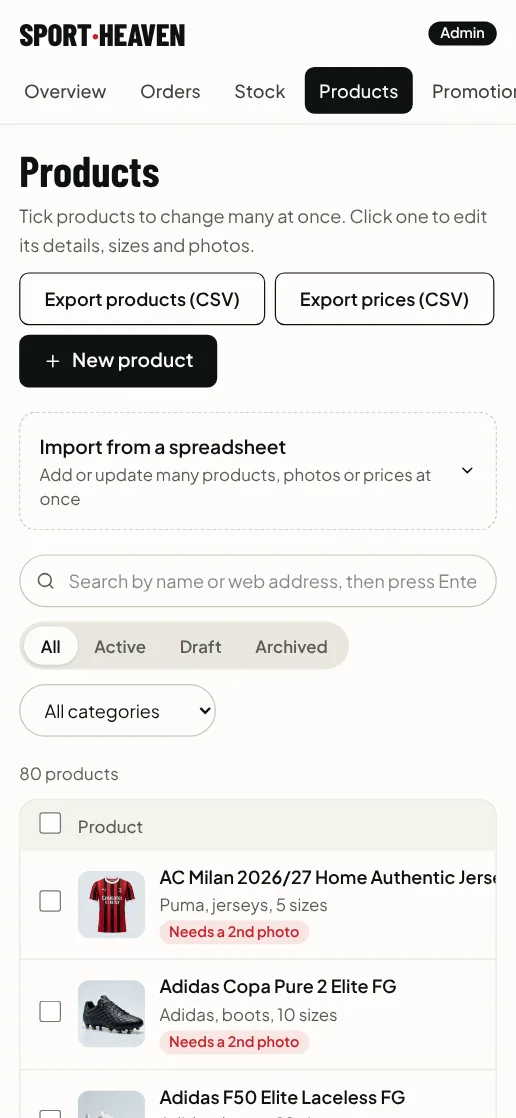 SPORT·HEAVEN
Admin
Overview Orders Stock Products Promotion
Products
Tick products to change many at once. Click one to edit
its details, sizes and photos.
Export products (CSV) Export prices (CSV)
+ New product
Import from a spreadsheet
Add or update many products, photos or prices at
once
Search by name or web address, then press Ente
All Active Draft Archived
All categories
80 products
Product
AC Milan 2026/27 Home Authentic Jerse
Puma, jerseys, 5 sizes
Needs a 2nd photo
Adidas Copa Pure 2 Elite FG
Adidas, boots, 10 sizes
Needs a 2nd photo
Adidas F50 Elite Laceless FG